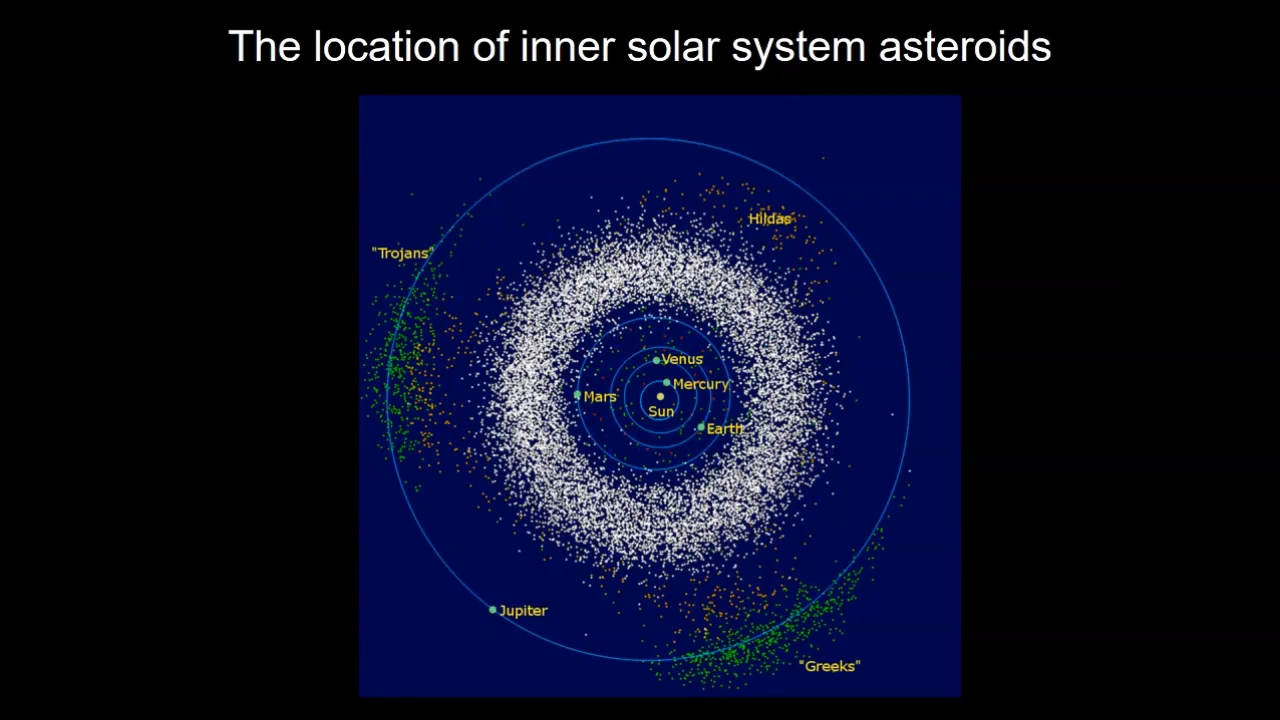 The location of inner solar system asteroids
Hildas
"Trojans"
Venus
Mercury
Mars
Sun
Earth
Jupiter
"Greeks"